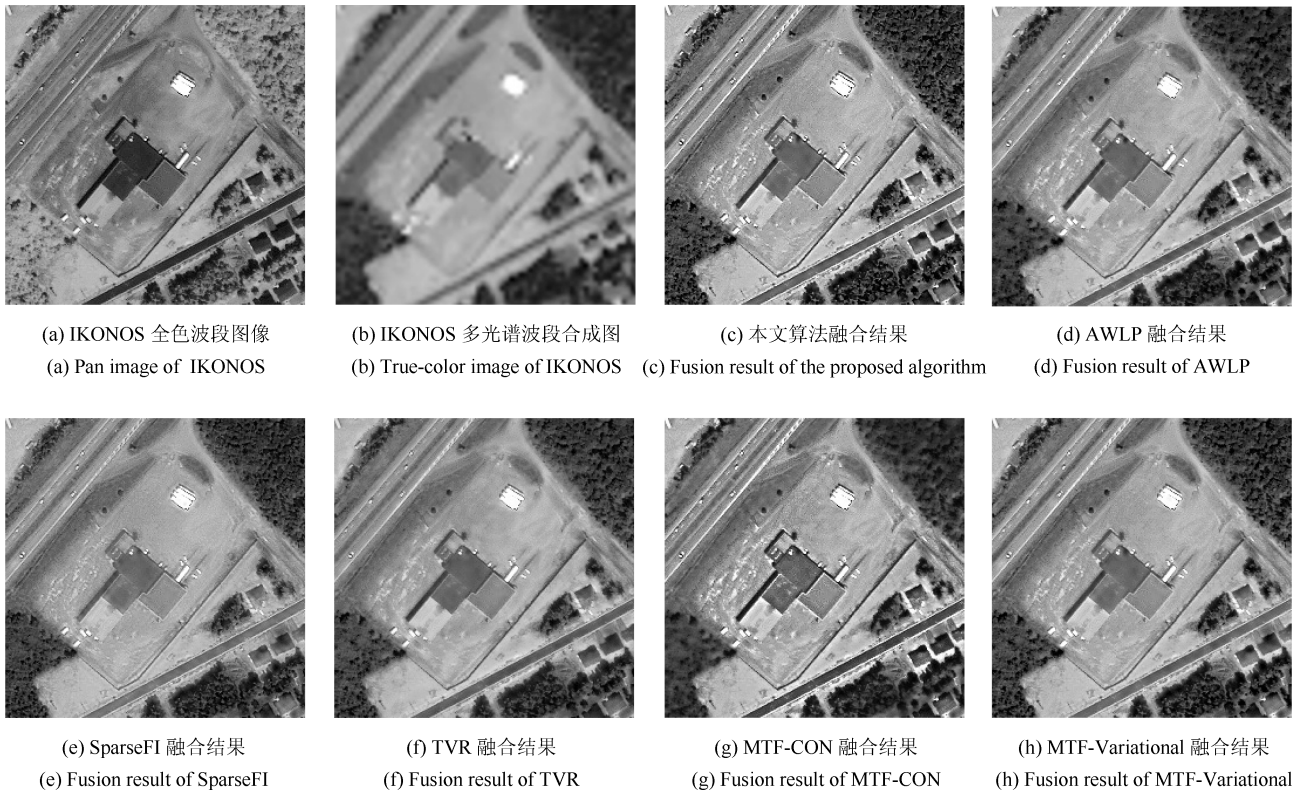 (a) IKONOS 全色波段图像
(a) Pan image of IKONOS
(b) IKONOS 多光谱波段合成图
(b) True-color image of IKONOS
(c) 本文算法融合结果
(c) Fusion result of the proposed algorithm
(d) AWLP 融合结果
(d) Fusion result of AWLP
(e) SparseFI 融合结果
(e) Fusion result of SparseFI
(f) TVR 融合结果
(f) Fusion result of TVR
(g) MTF-CON 融合结果
(g) Fusion result of MTF-CON
(h) MTF-Variational 融合结果
(h) Fusion result of MTF-Variational